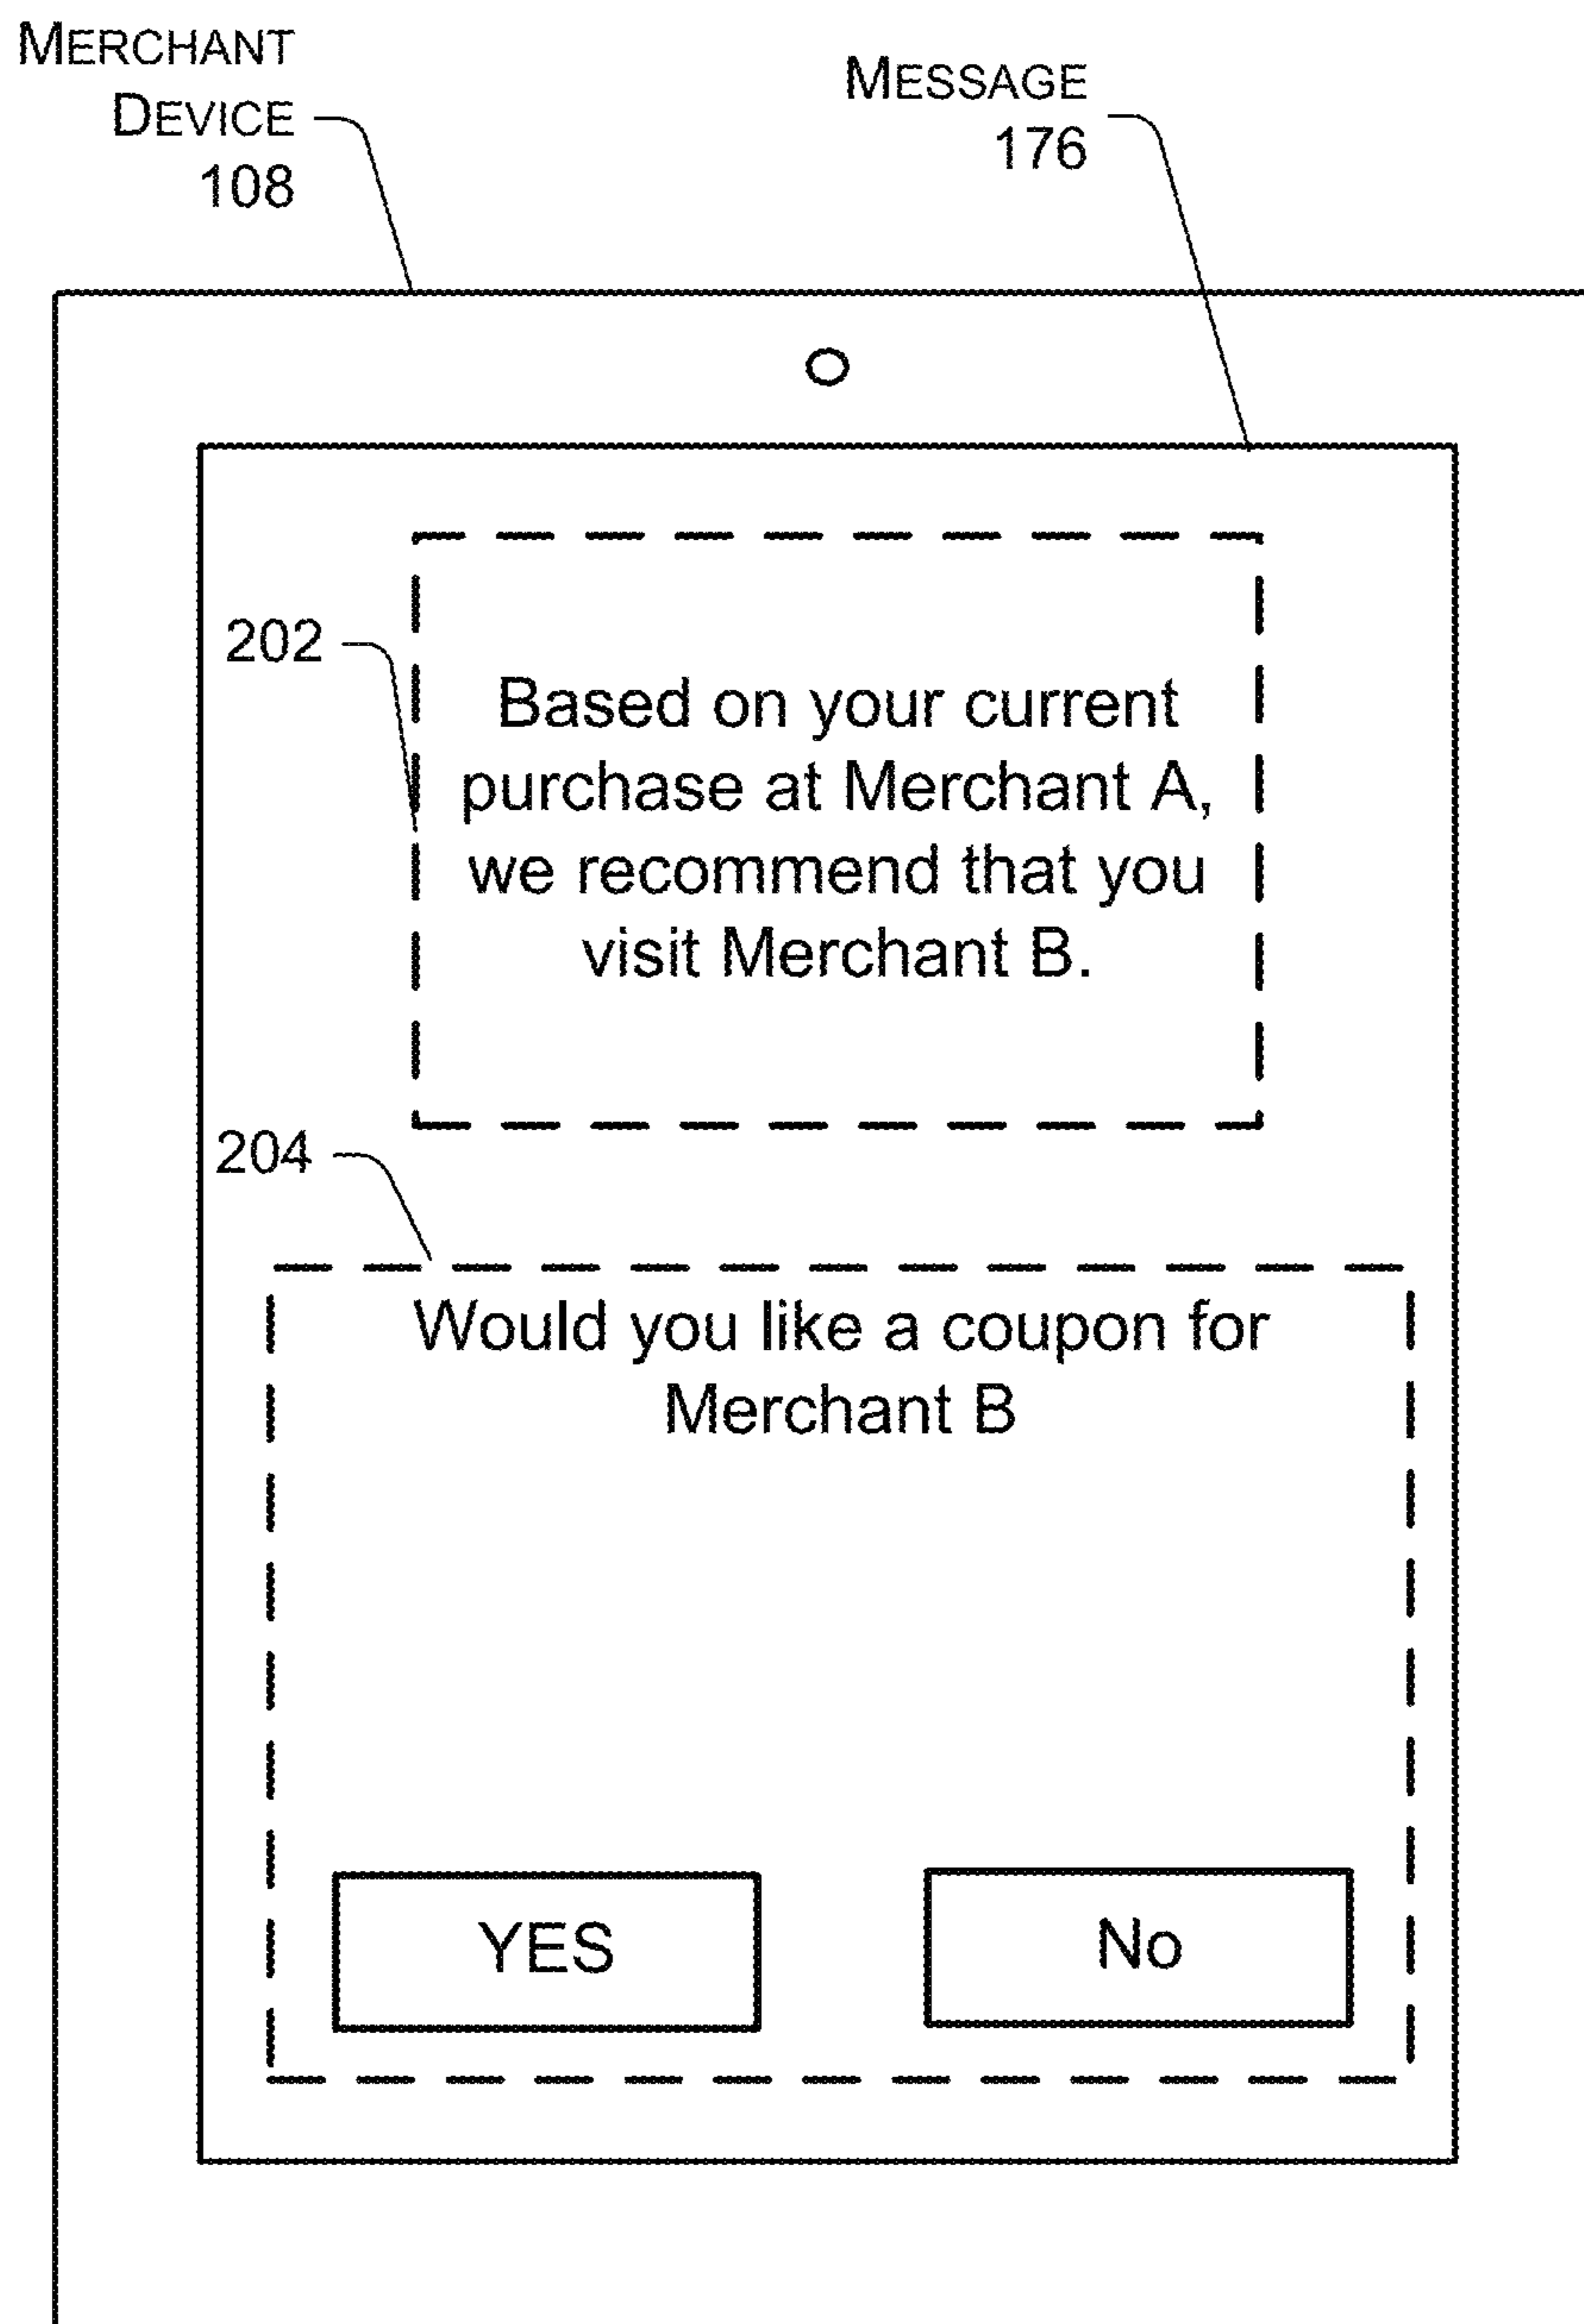 MERCHANT
DEVICE
108
MESSAGE
176
202
Based on your current
purchase at Merchant A,
we recommend that you
visit Merchant B.
204
Would you like a coupon for
Merchant B
YES
No